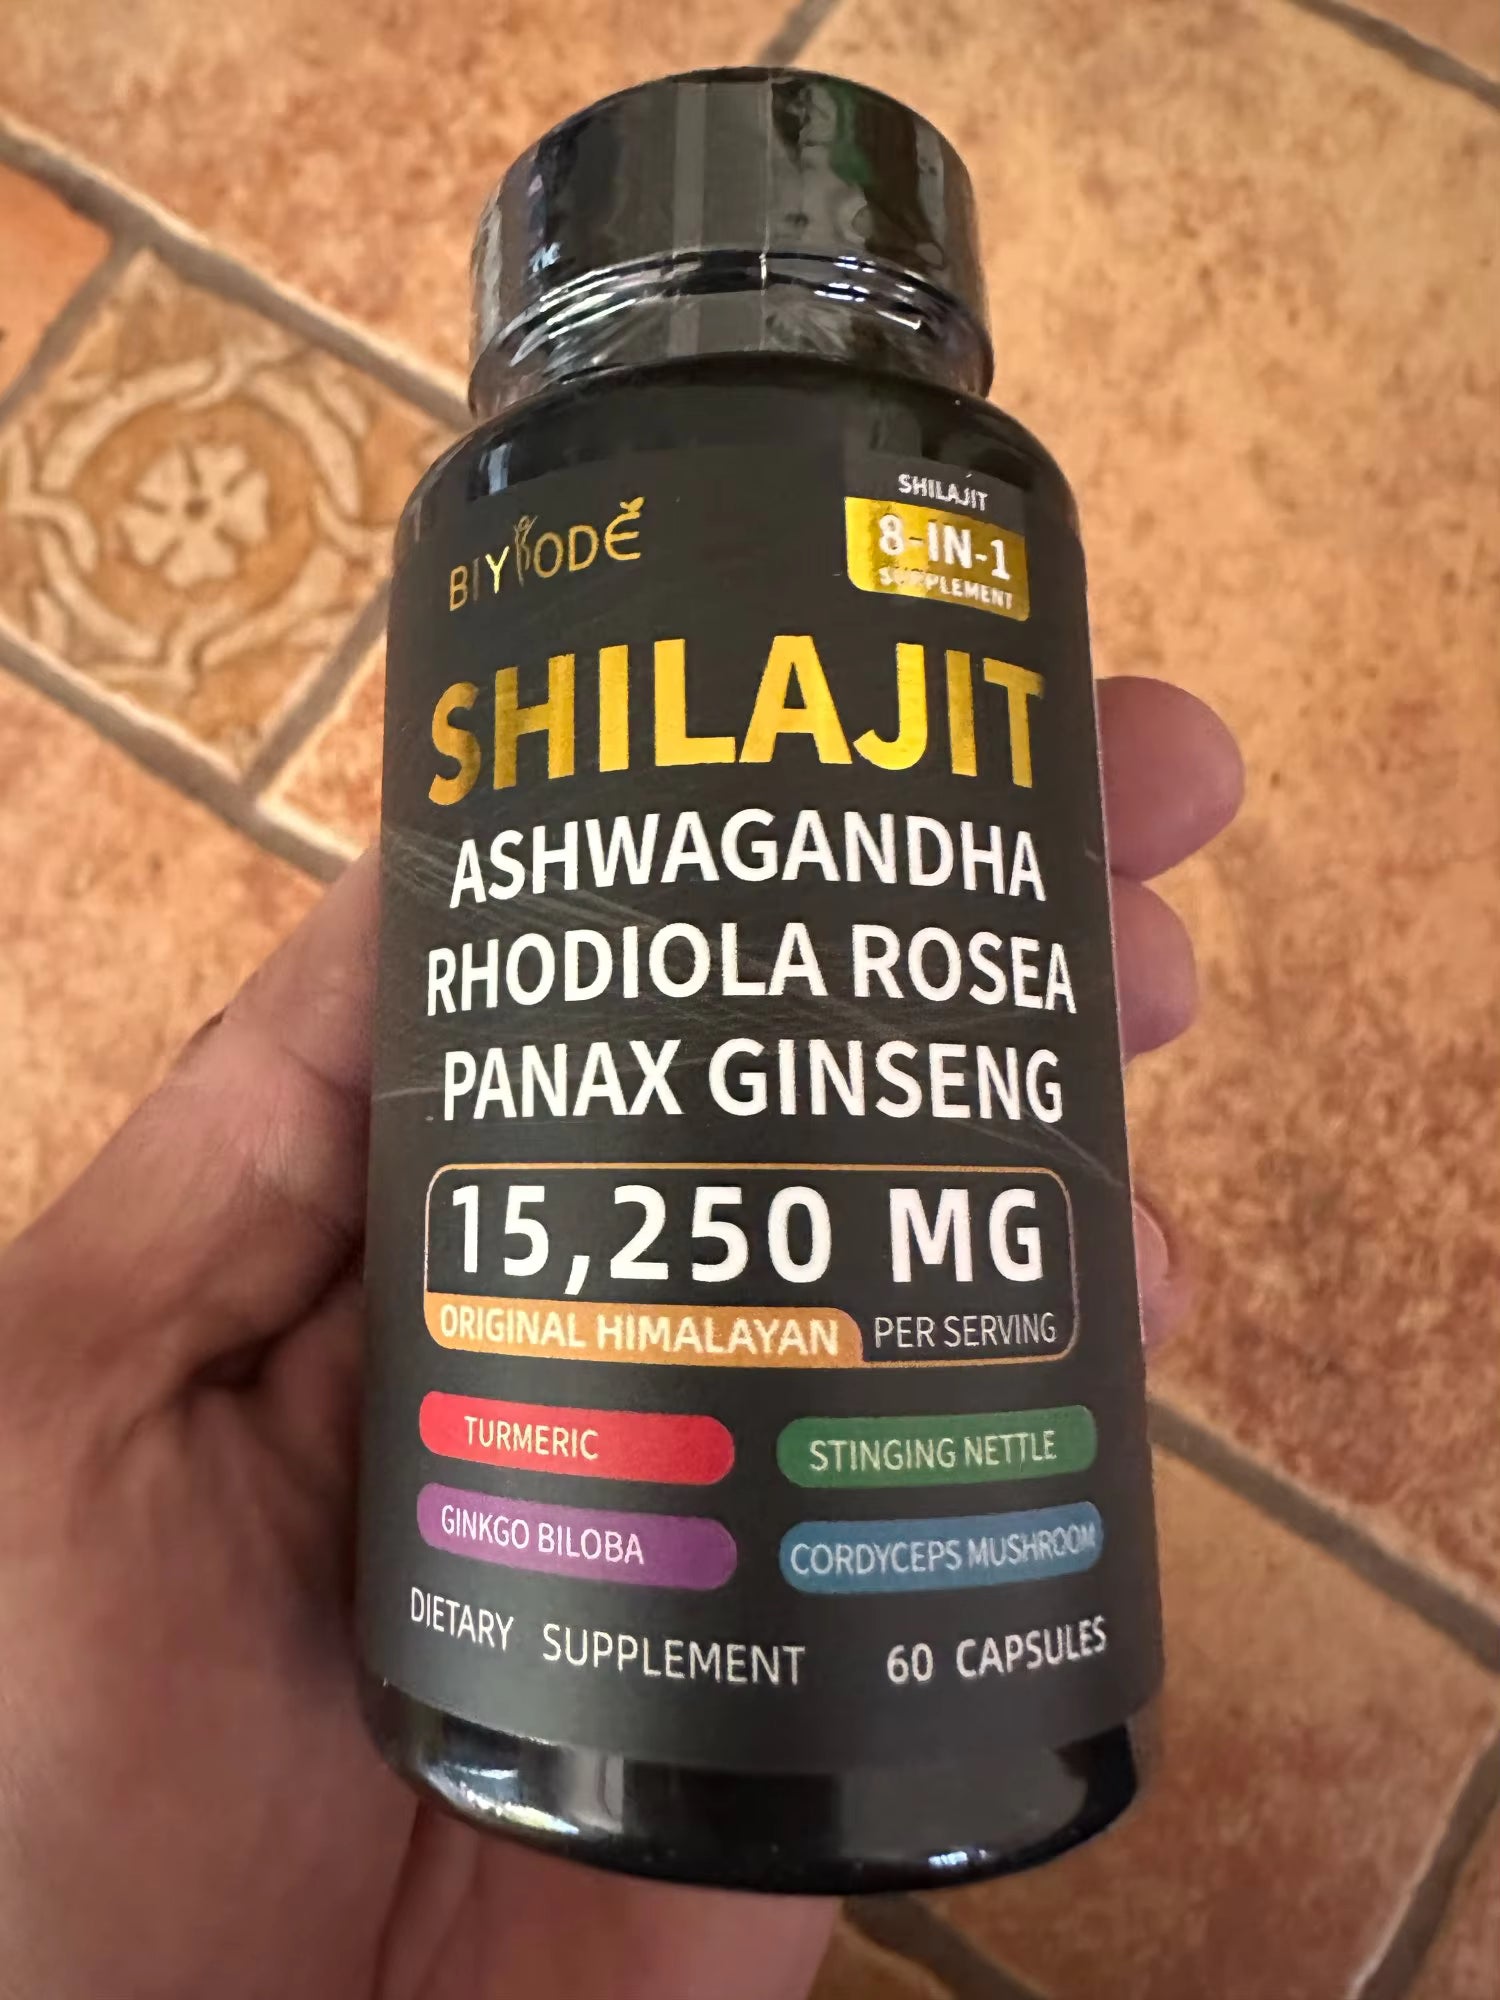 BIYBODE
SHILAJIT
8-IN-1
SUPPLEMENT
SHILAJIT
ASHWAGANDHA
RHODIOLA ROSEA
PANAX GINSENG
15,250 MG
ORIGINAL HIMALAYAN PER SERVING
TURMERIC STINGING NETTLE
GINKGO BILOBA CORDYCEPS MUSHROOM
DIETARY SUPPLEMENT 60 CAPSULES